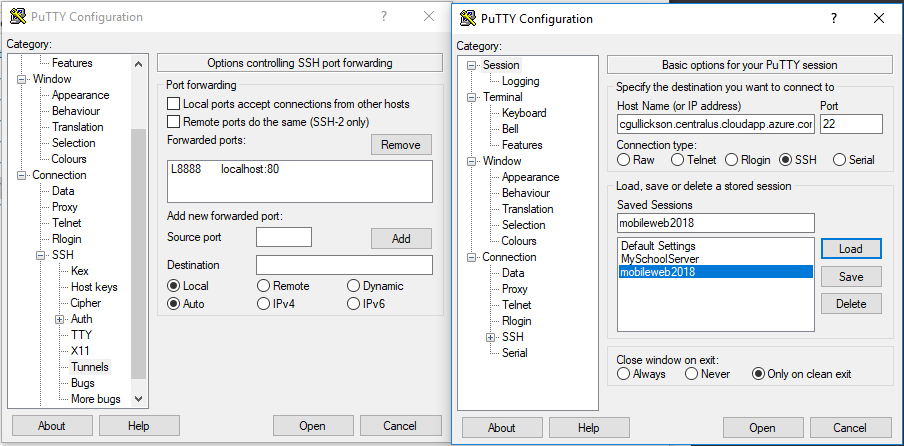 PuTTY Configuration
?
Category:
Features
Window
Appearance
Behaviour
Translation
Selection
Colours
Connection
Data
Proxy
Telnet
Rlogin
SSH
Kex
Host keys
Cipher
Auth
TTY
X11
Tunnels
Bugs
More bugs
Options controlling SSH port forwarding
Port forwarding
Local ports accept connections from other hosts
Remote ports do the same (SSH-2 only)
Forwarded ports:
Remove
L8888 localhost:80
Add new forwarded port:
Source port
Add
Destination
Local Remote Dynamic
Auto IPv4 IPv6
About Help Open Cancel
PuTTY Configuration
?
Category:
Session
Logging
Terminal
Keyboard
Bell
Features
Window
Appearance
Behaviour
Translation
Selection
Colours
Connection
Data
Proxy
Telnet
Rlogin
SSH
Serial
Basic options for your PuTTY session
Specify the destination you want to connect to
Host Name (or IP address) Port
cgullickson.centralus.cloudapp.azure.cor 22
Connection type:
Raw Telnet Rlogin SSH Serial
Load, save or delete a stored session
Saved Sessions
mobileweb2018
Default Settings
MySchoolServer
mobileweb2018
Load
Save
Delete
Close window on exit:
Always Never Only on clean exit
About Help Open Cancel